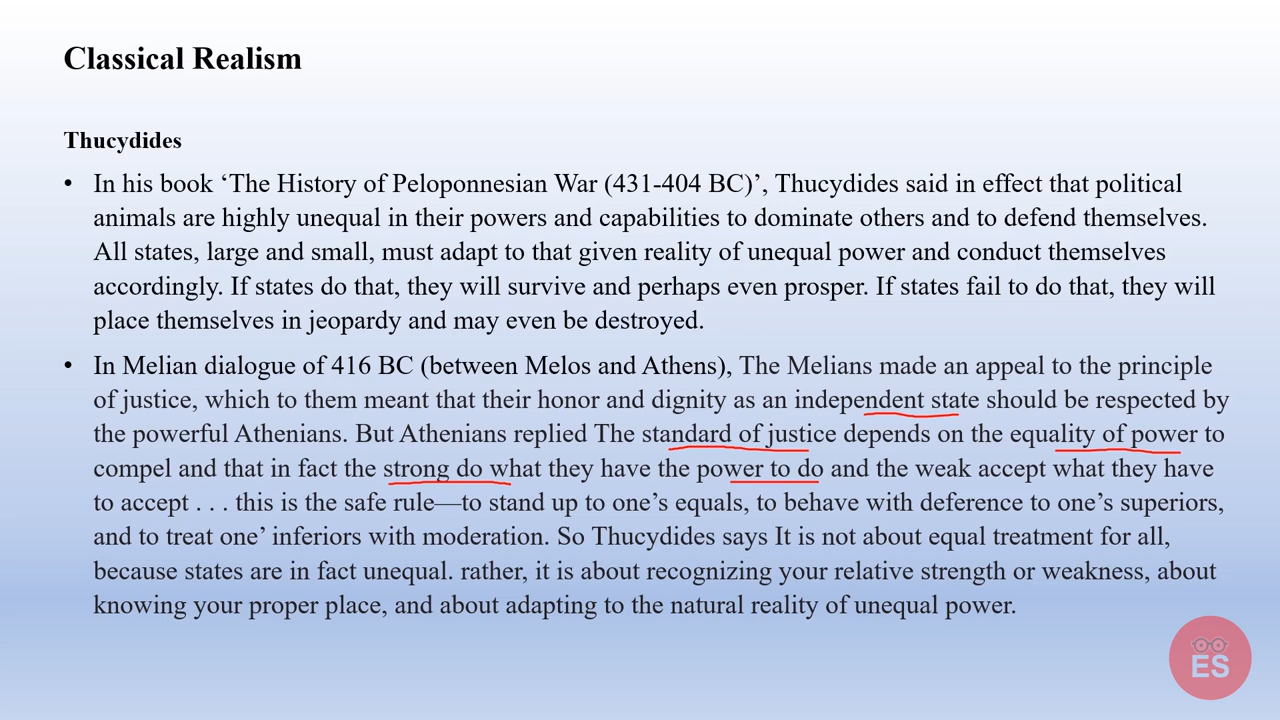 Classical Realism
Thucydides
• In his book ‘The History of Peloponnesian War (431-404 BC)’, Thucydides said in effect that political
animals are highly unequal in their powers and capabilities to dominate others and to defend themselves.
All states, large and small, must adapt to that given reality of unequal power and conduct themselves
accordingly. If states do that, they will survive and perhaps even prosper. If states fail to do that, they will
place themselves in jeopardy and may even be destroyed.
• In Melian dialogue of 416 BC (between Melos and Athens), The Melians made an appeal to the principle
of justice, which to them meant that their honor and dignity as an independent state should be respected by
the powerful Athenians. But Athenians replied The standard of justice depends on the equality of power to
compel and that in fact the strong do what they have the power to do and the weak accept what they have
to accept . . . this is the safe rule—to stand up to one’s equals, to behave with deference to one’s superiors,
and to treat one’ inferiors with moderation. So Thucydides says It is not about equal treatment for all,
because states are in fact unequal. rather, it is about recognizing your relative strength or weakness, about
knowing your proper place, and about adapting to the natural reality of unequal power.
ES